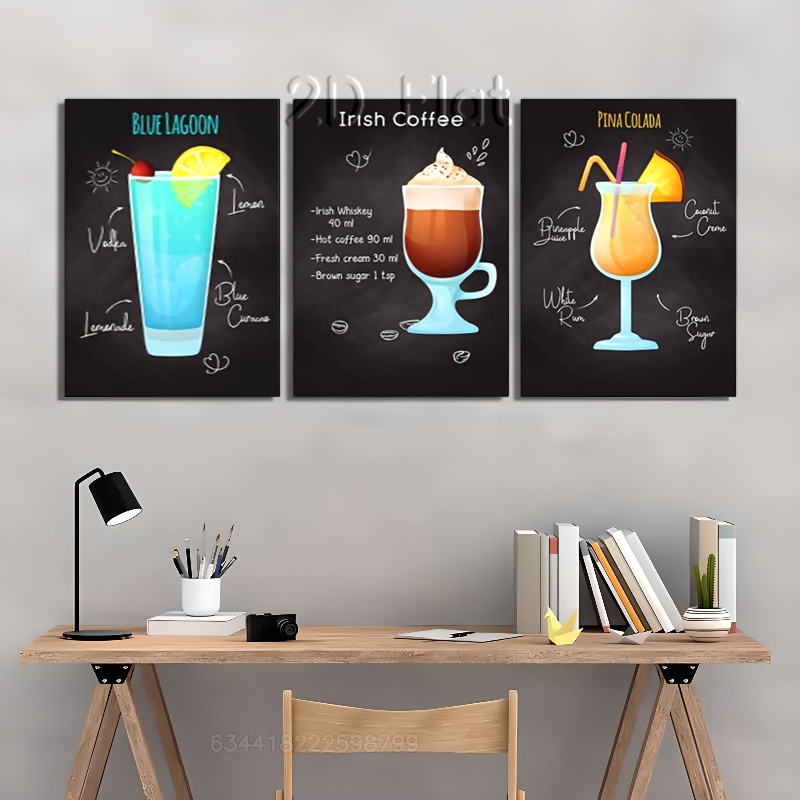 2D Flat
BLUE LAGOON
Lemon
Vodka
Blue
Curacao
Lemonade
Irish Coffee
-Irish Whiskey
40 ml
-Hot coffee 90 ml
-Fresh cream 30 ml
-Brown sugar 1 tsp
PINA COLADA
Pineapple
Juice
Coconut
Creme
White
Rum
Brown
Sugar
634418222598799